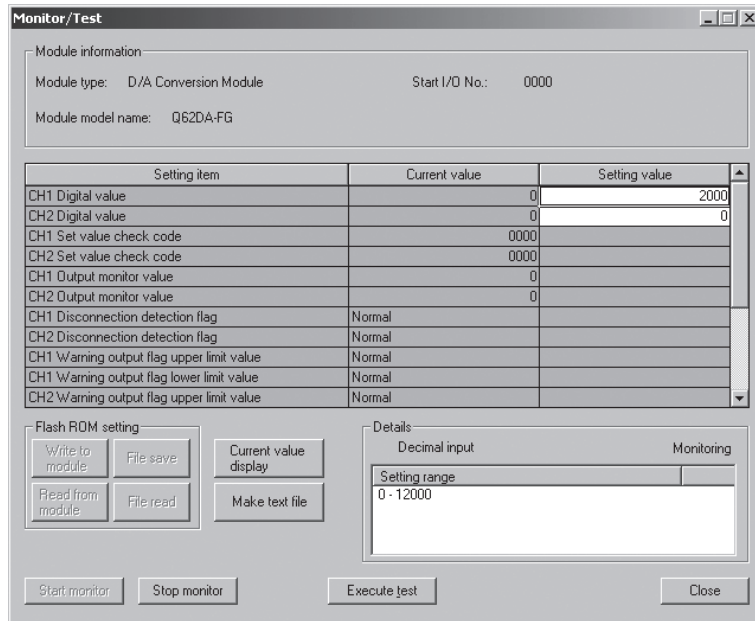 Monitor/Test
Module information
Module type: D/A Conversion Module Start I/O No.: 0000
Module model name: Q62DA-FG
Setting item Current value Setting value
CH1 Digital value 0 2000
CH2 Digital value 0 0
CH1 Set value check code 0000
CH2 Set value check code 0000
CH1 Output monitor value 0
CH2 Output monitor value 0
CH1 Disconnection detection flag Normal
CH2 Disconnection detection flag Normal
CH1 Warning output flag upper limit value Normal
CH1 Warning output flag lower limit value Normal
CH2 Warning output flag upper limit value Normal
Flash ROM setting
Write to module
File save
Read from module
File read
Current value display
Make text file
Details
Decimal input Monitoring
Setting range
0 - 12000
Start monitor Stop monitor Execute test Close